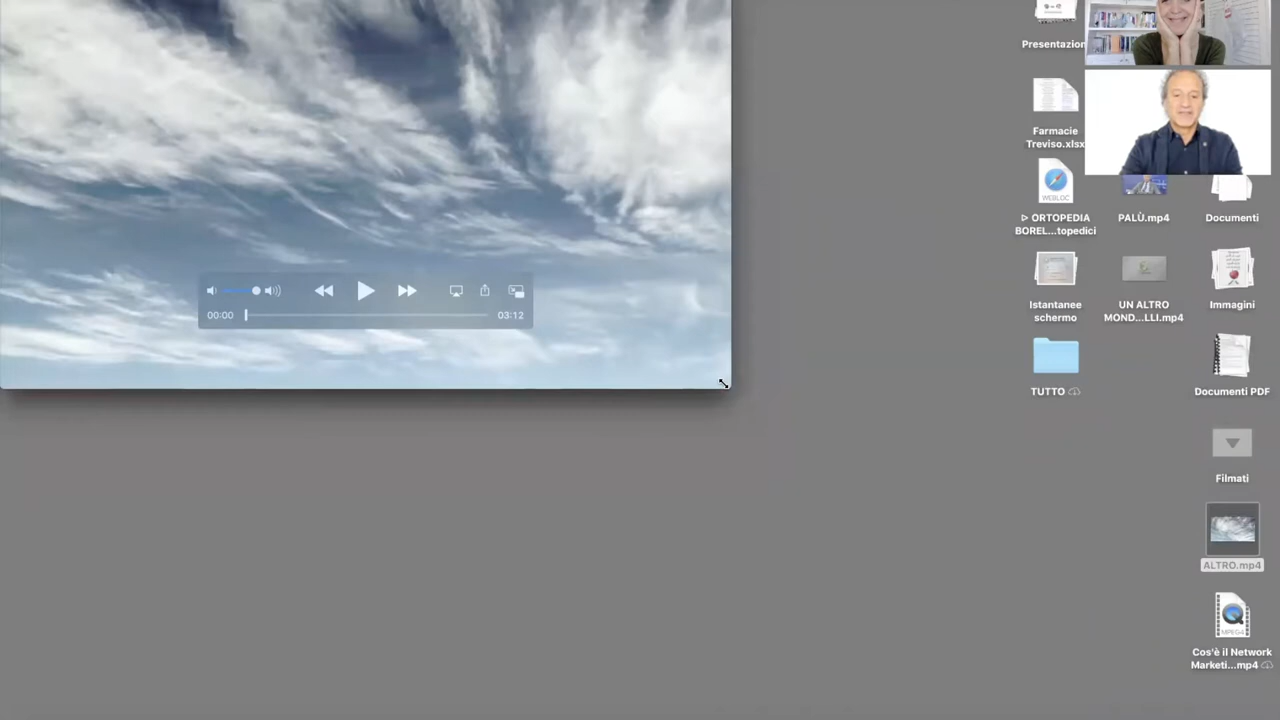 Presentazion
Farmacie
Treviso.xlsx
WEBLOC
ᐅ ORTOPEDIA
BOREL...topedici
PALÙ.mp4
Documenti
Istantanee
schermo
UN ALTRO
MOND...LLI.mp4
Immagini
00:00
03:12
TUTTO
Documenti PDF
Filmati
ALTRO.mp4
MPEG4
Cos'è il Network
Marketi...mp4